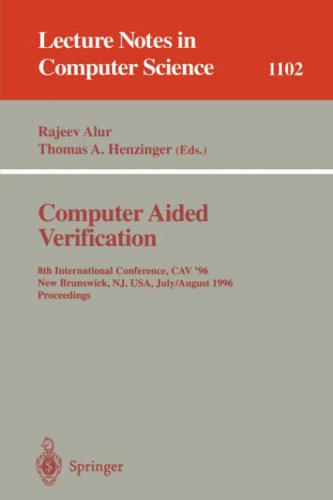 Lecture Notes in
Computer Science 1102
Rajeev Alur
Thomas A. Henzinger (Eds.)
Computer Aided
Verification
8th International Conference, CAV '96
New Brunswick, NJ, USA, July/August 1996
Proceedings
Springer